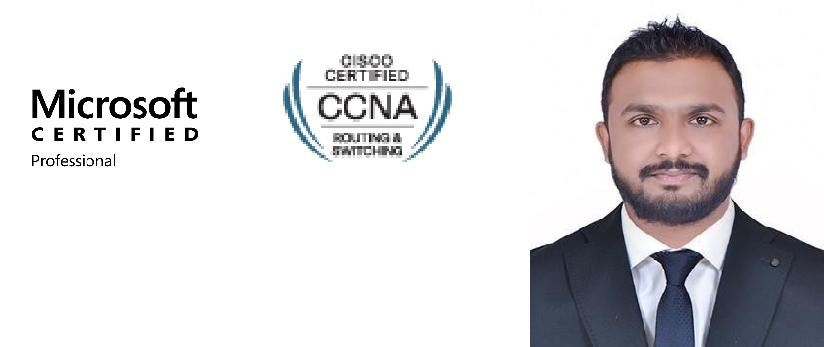 Microsoft
CERTIFIED
Professional
CISCO
CERTIFIED
CCNA
ROUTING &
SWITCHING